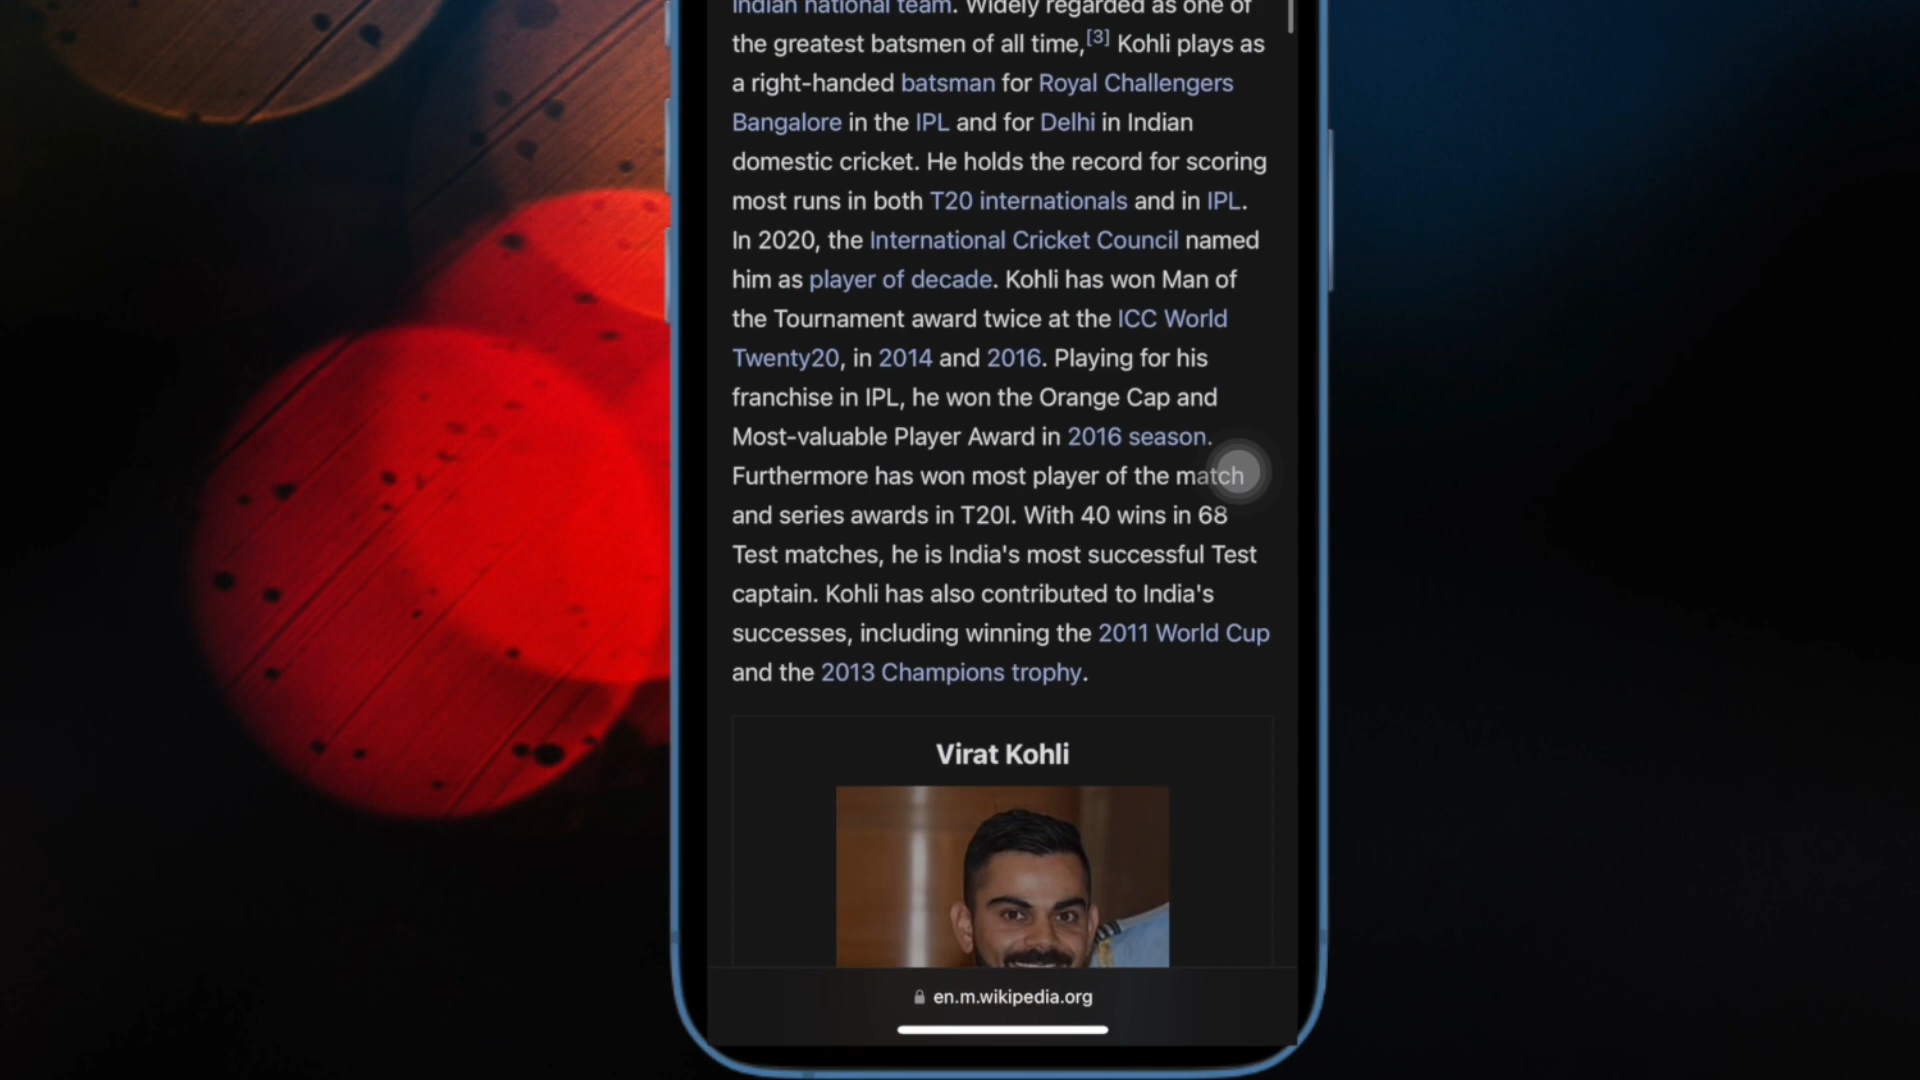 Indian national team. Widely regarded as one of
the greatest batsmen of all time,[3] Kohli plays as
a right-handed batsman for Royal Challengers
Bangalore in the IPL and for Delhi in Indian
domestic cricket. He holds the record for scoring
most runs in both T20 internationals and in IPL.
In 2020, the International Cricket Council named
him as player of decade. Kohli has won Man of
the Tournament award twice at the ICC World
Twenty20, in 2014 and 2016. Playing for his
franchise in IPL, he won the Orange Cap and
Most-valuable Player Award in 2016 season.
Furthermore has won most player of the match
and series awards in T20I. With 40 wins in 68
Test matches, he is India's most successful Test
captain. Kohli has also contributed to India's
successes, including winning the 2011 World Cup
and the 2013 Champions trophy.
Virat Kohli
en.m.wikipedia.org